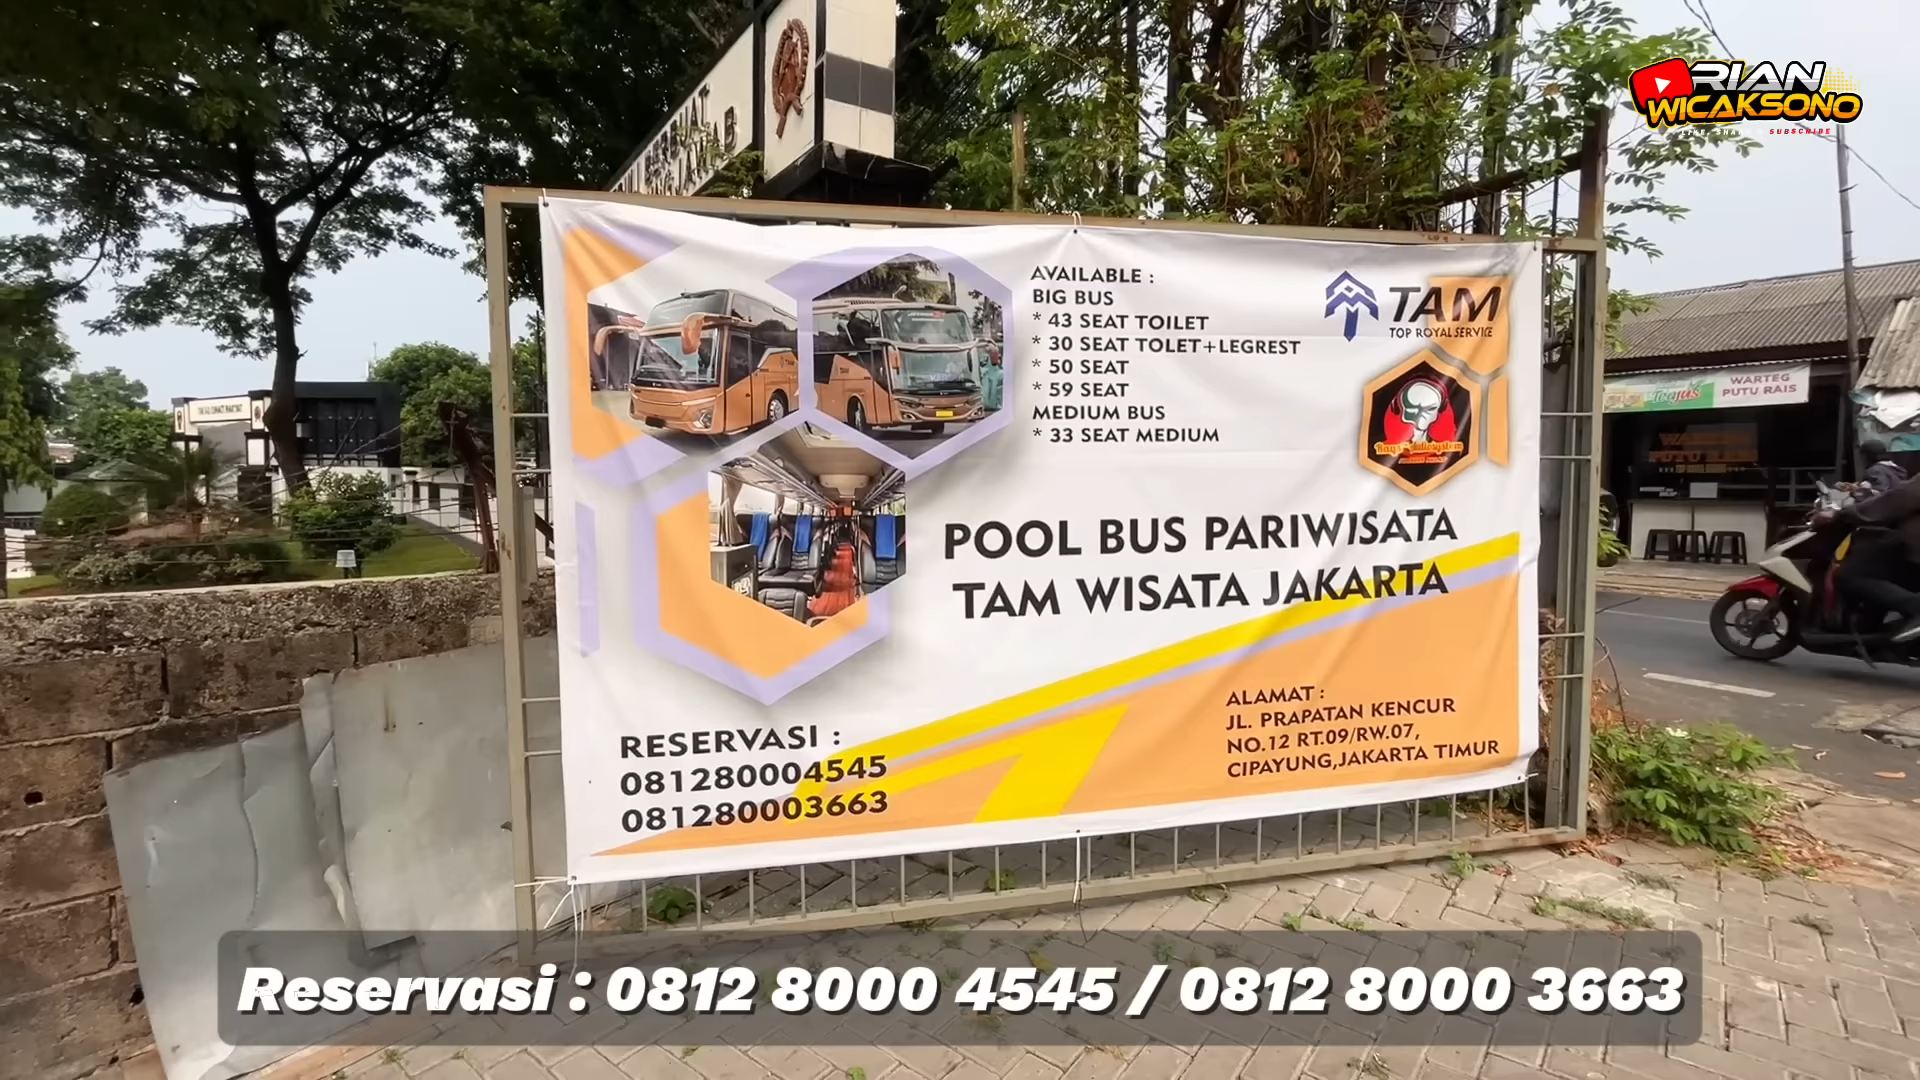 RIAN
WICAKSONO
LIKE, SHARE & SUBSCRIBE
AVAILABLE :
BIG BUS
* 43 SEAT TOILET
* 30 SEAT TOLET+LEGREST
* 50 SEAT
* 59 SEAT
MEDIUM BUS
* 33 SEAT MEDIUM
TAM
TOP ROYAL SERVICE
POOL BUS PARIWISATA
TAM WISATA JAKARTA
RESERVASI :
081280004545
081280003663
ALAMAT :
JL. PRAPATAN KENCUR
NO.12 RT.09/RW.07,
CIPAYUNG,JAKARTA TIMUR
WARTEG
PUTU RAIS
Reservasi : 0812 8000 4545 / 0812 8000 3663